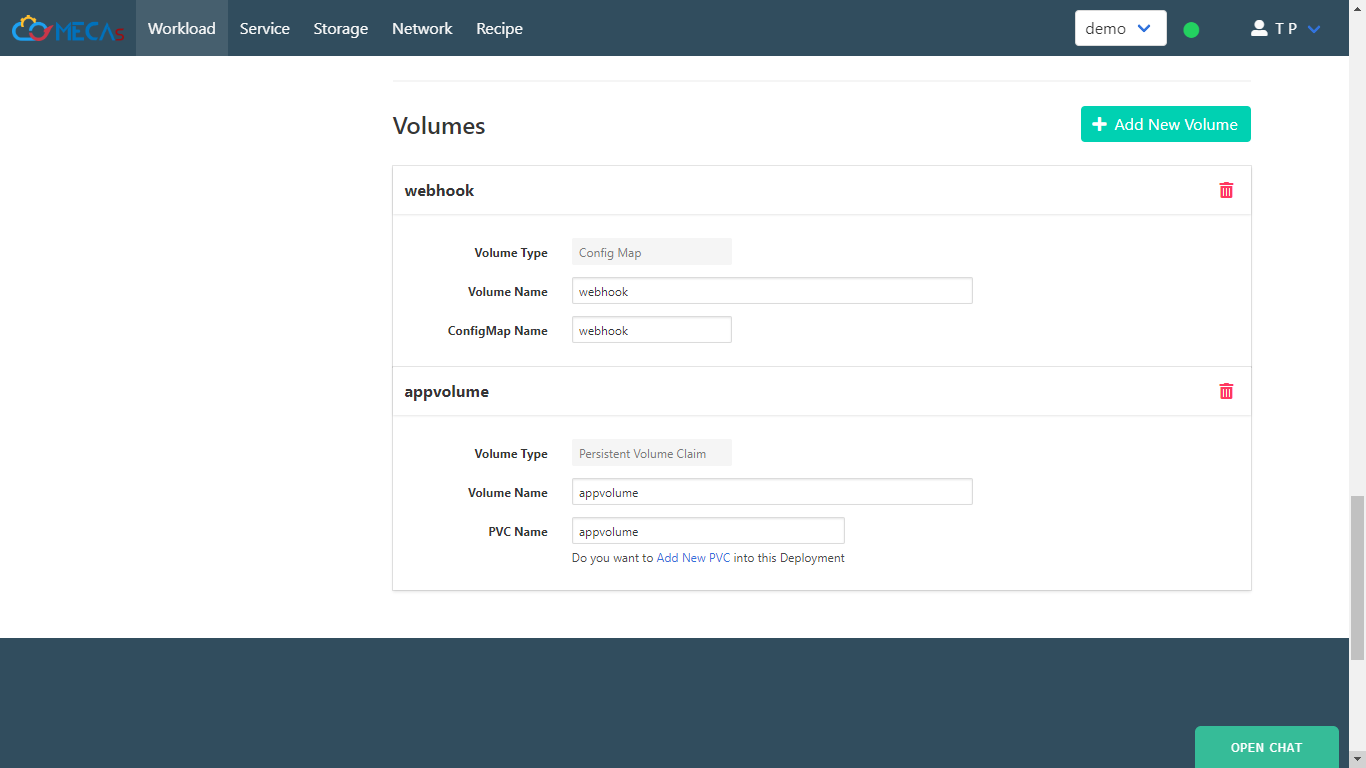 MECAs Workload Service Storage Network Recipe demo T P
Volumes
Add New Volume
webhook
Volume Type Config Map
Volume Name webhook
ConfigMap Name webhook
appvolume
Volume Type Persistent Volume Claim
Volume Name appvolume
PVC Name appvolume
Do you want to Add New PVC into this Deployment
OPEN CHAT